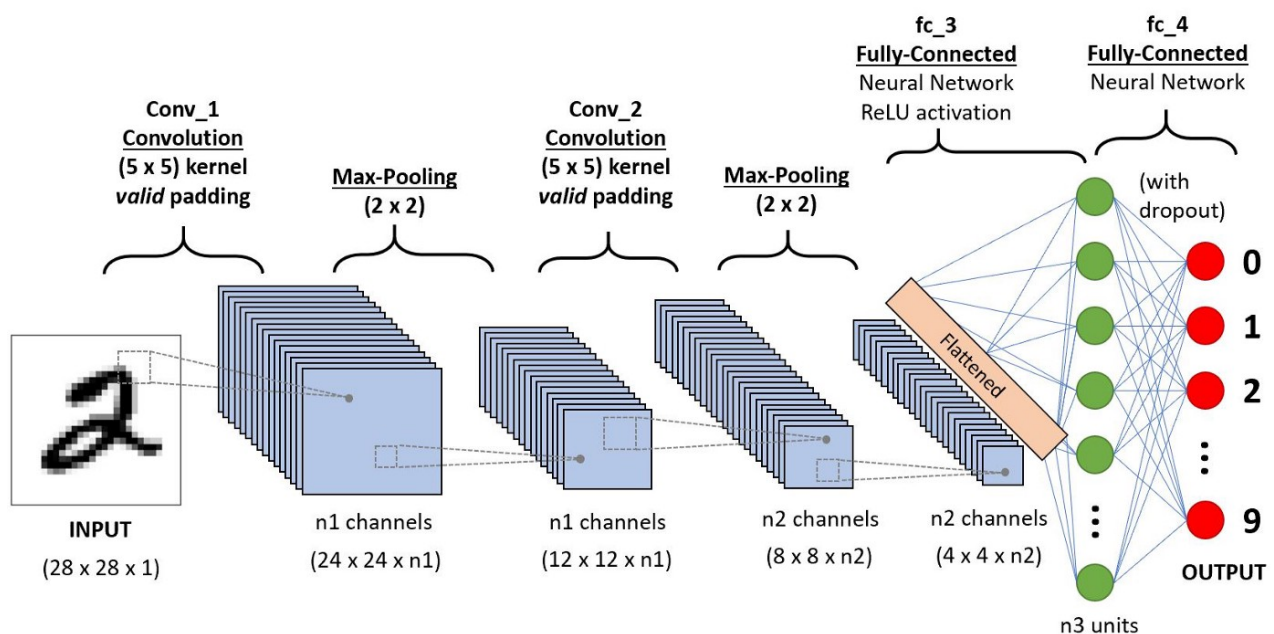 Conv_1
Convolution
(5 x 5) kernel
valid padding
Max-Pooling
(2 x 2)
Conv_2
Convolution
(5 x 5) kernel
valid padding
Max-Pooling
(2 x 2)
fc_3
Fully-Connected
Neural Network
ReLU activation
fc_4
Fully-Connected
Neural Network
(with
dropout)
Flattened
0
1
2
9
OUTPUT
INPUT
(28 x 28 x 1)
n1 channels
(24 x 24 x n1)
n1 channels
(12 x 12 x n1)
n2 channels
(8 x 8 x n2)
n2 channels
(4 x 4 x n2)
n3 units
2